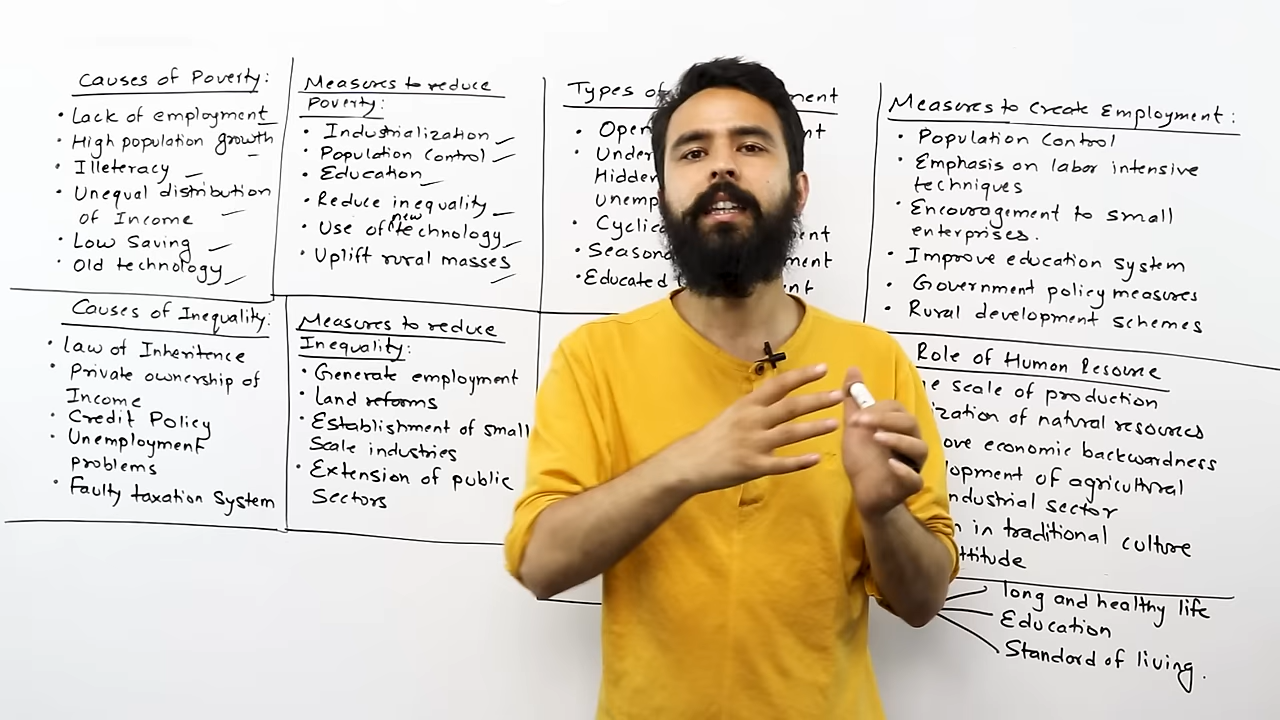 Causes of Poverty:
• Lack of employment
• High population growth
• Illeteracy
• Unequal distribution
of Income
• Low Saving
• Old technology
Measures to reduce
Poverty:
• Industrialization
• Population Control
• Education
• Reduce inequality
• Use of new technology
• Uplift rural masses
Types of
• Open
• Under
Hidden
• Cyclic
• Seasona
• Educated
Measures to Create Employment:
• Population Control
• Emphasis on labor intensive
techniques
• Encouragement to small
enterprises.
• Improve education system
• Government policy measures
• Rural development schemes
Causes of Inequality:
• Law of Inheritence
• Private ownership of
Income
• Credit Policy
• Unemployment
problems
• Faulty taxation System
Measures to reduce
Inequality:
• Generate employment
• Land reforms
• Establishment of small
Scale industries
• Extension of public
Sectors
Role of Human Resource
scale of production
ization of natural resources
ove economic backwardness
lopment of agricultural
ndustrial sector
in traditional culture
ttitude
long and healthy life
Education
Standard of living.